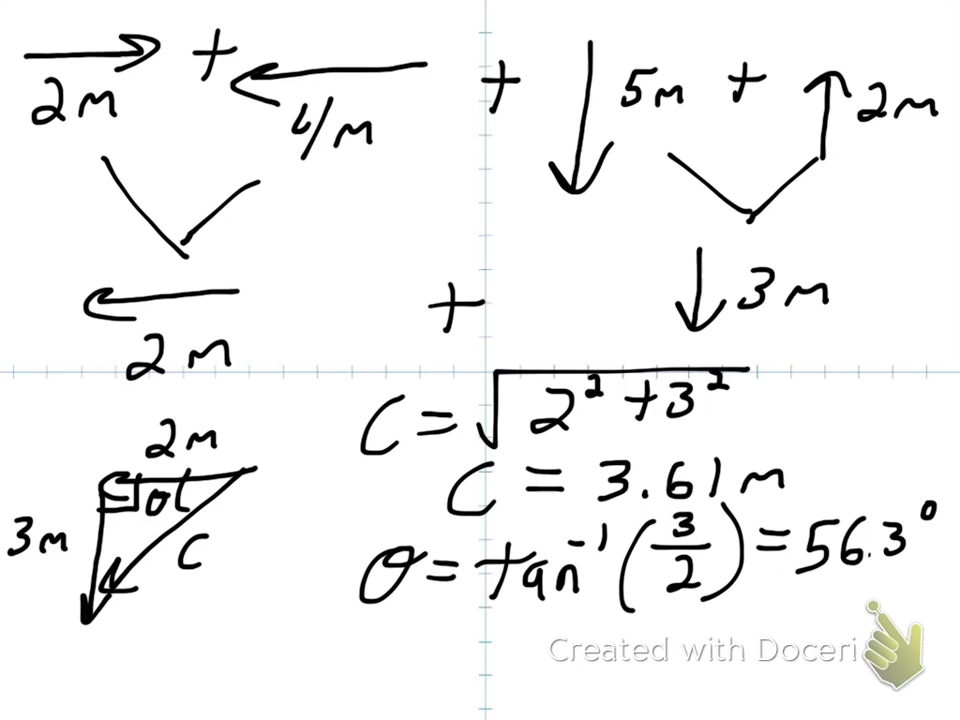 2m + 4m + 5m + 2m
2m + 3m
C = √(2² + 3²)
2m
C = 3.61m
3m θ C
θ = tan⁻¹(3/2) = 56.3°
Created with Doceri